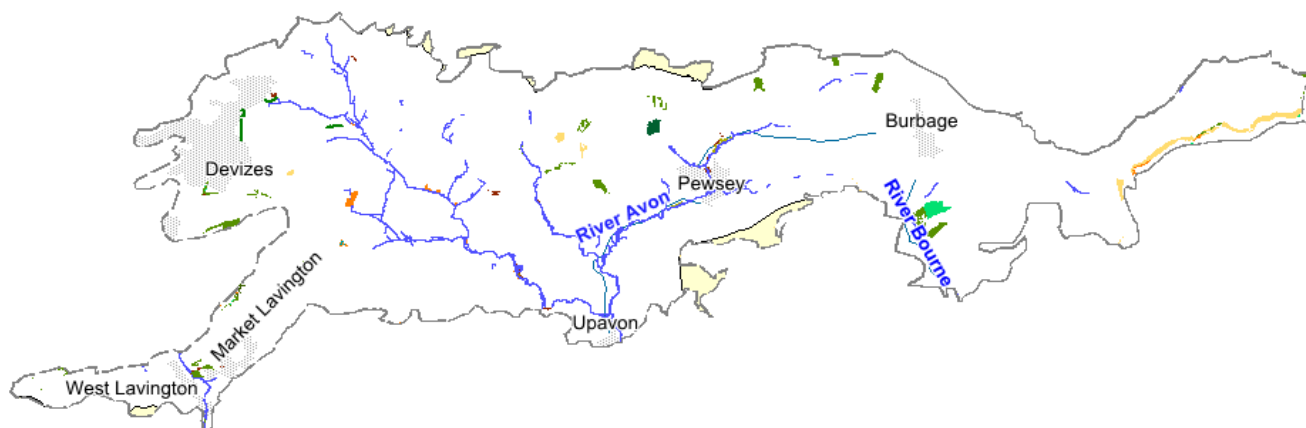 Burbage
Devizes
Pewsey
River Avon
River Bourne
Market Lavington
Upavon
West Lavington